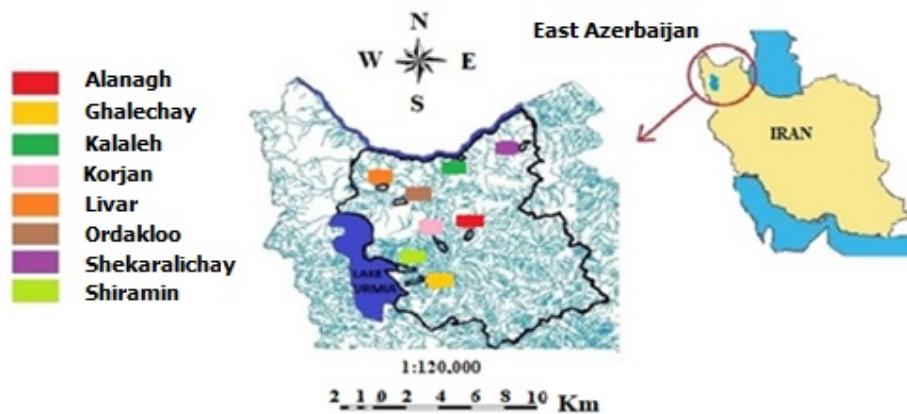 East Azerbaijan
N
W E
S
Alanagh
Ghalechay
Kalaleh
Korjan
Livar
Ordakloo
Shekaralichay
Shiramin
IRAN
LAKE
URMIA
1:120,000
2 1 0 2 4 6 8 10 Km